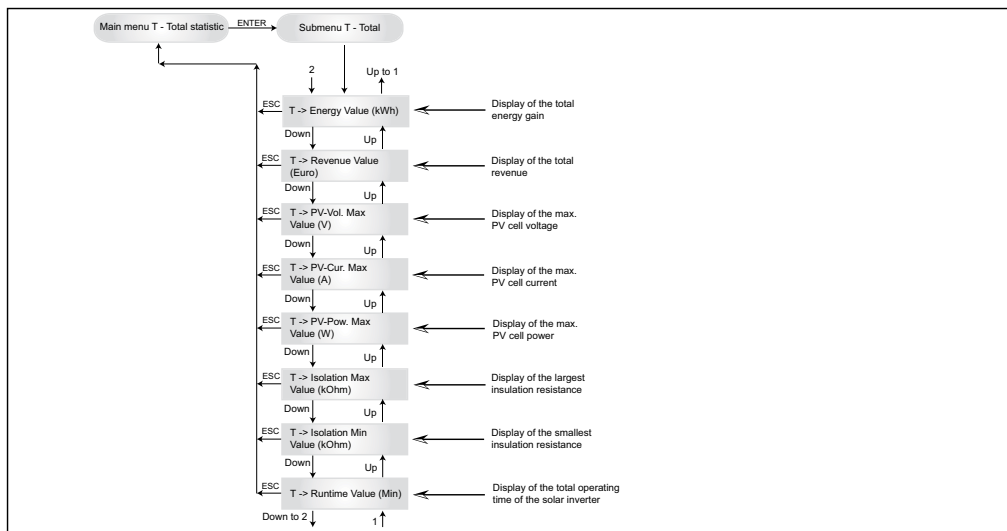 Main menu T - Total statistic
ENTER
Submenu T - Total
2
Up to 1
ESC
T -> Energy Value (kWh)
Display of the total
energy gain
Down
Up
ESC
T -> Revenue Value
(Euro)
Display of the total
revenue
Down
Up
ESC
T -> PV-Vol. Max
Value (V)
Display of the max.
PV cell voltage
Down
Up
ESC
T -> PV-Cur. Max
Value (A)
Display of the max.
PV cell current
Down
Up
ESC
T -> PV-Pow. Max
Value (W)
Display of the max.
PV cell power
Down
Up
ESC
T -> Isolation Max
Value (kOhm)
Display of the largest
insulation resistance
Down
Up
ESC
T -> Isolation Min
Value (kOhm)
Display of the smallest
insulation resistance
Down
Up
ESC
T -> Runtime Value (Min)
Display of the total operating
time of the solar inverter
Down to 2
1